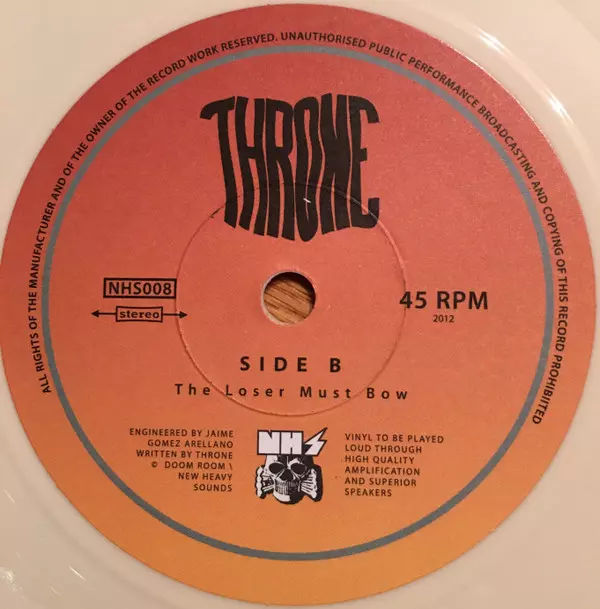 ALL RIGHTS OF THE MANUFACTURER AND OF THE OWNER OF THE RECORD WORK RESERVED. UNAUTHORISED PUBLIC PERFORMANCE BROADCASTING AND COPYING OF THIS RECORD PROHIBITED
THRONE
NHS008
stereo
45 RPM
2012
SIDE B
The Loser Must Bow
ENGINEERED BY JAIME
GOMEZ ARELLANO
WRITTEN BY THRONE
© DOOM ROOM \
NEW HEAVY
SOUNDS
NHS
VINYL TO BE PLAYED
LOUD THROUGH
HIGH QUALITY
AMPLIFICATION
AND SUPERIOR
SPEAKERS